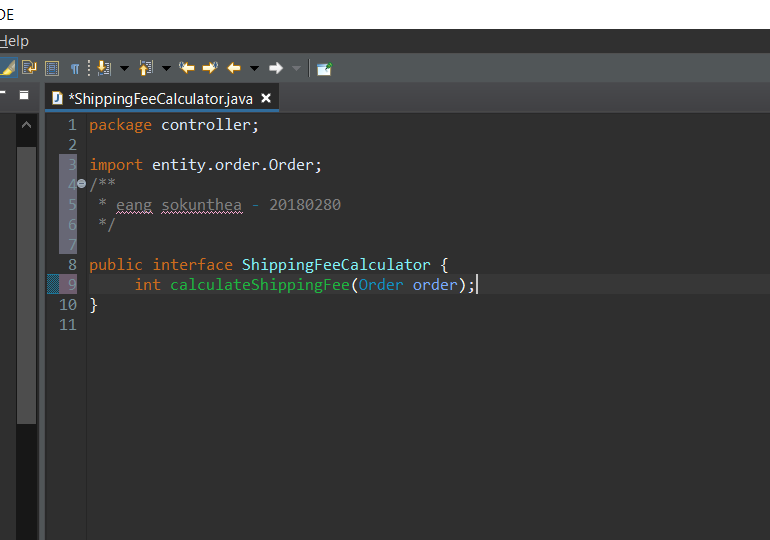 DE
Help
*ShippingFeeCalculator.java
1 package controller;
2
3 import entity.order.Order;
4 /**
5 * eang sokunthea - 20180280
6 */
7
8 public interface ShippingFeeCalculator {
9 int calculateShippingFee(Order order);
10 }
11